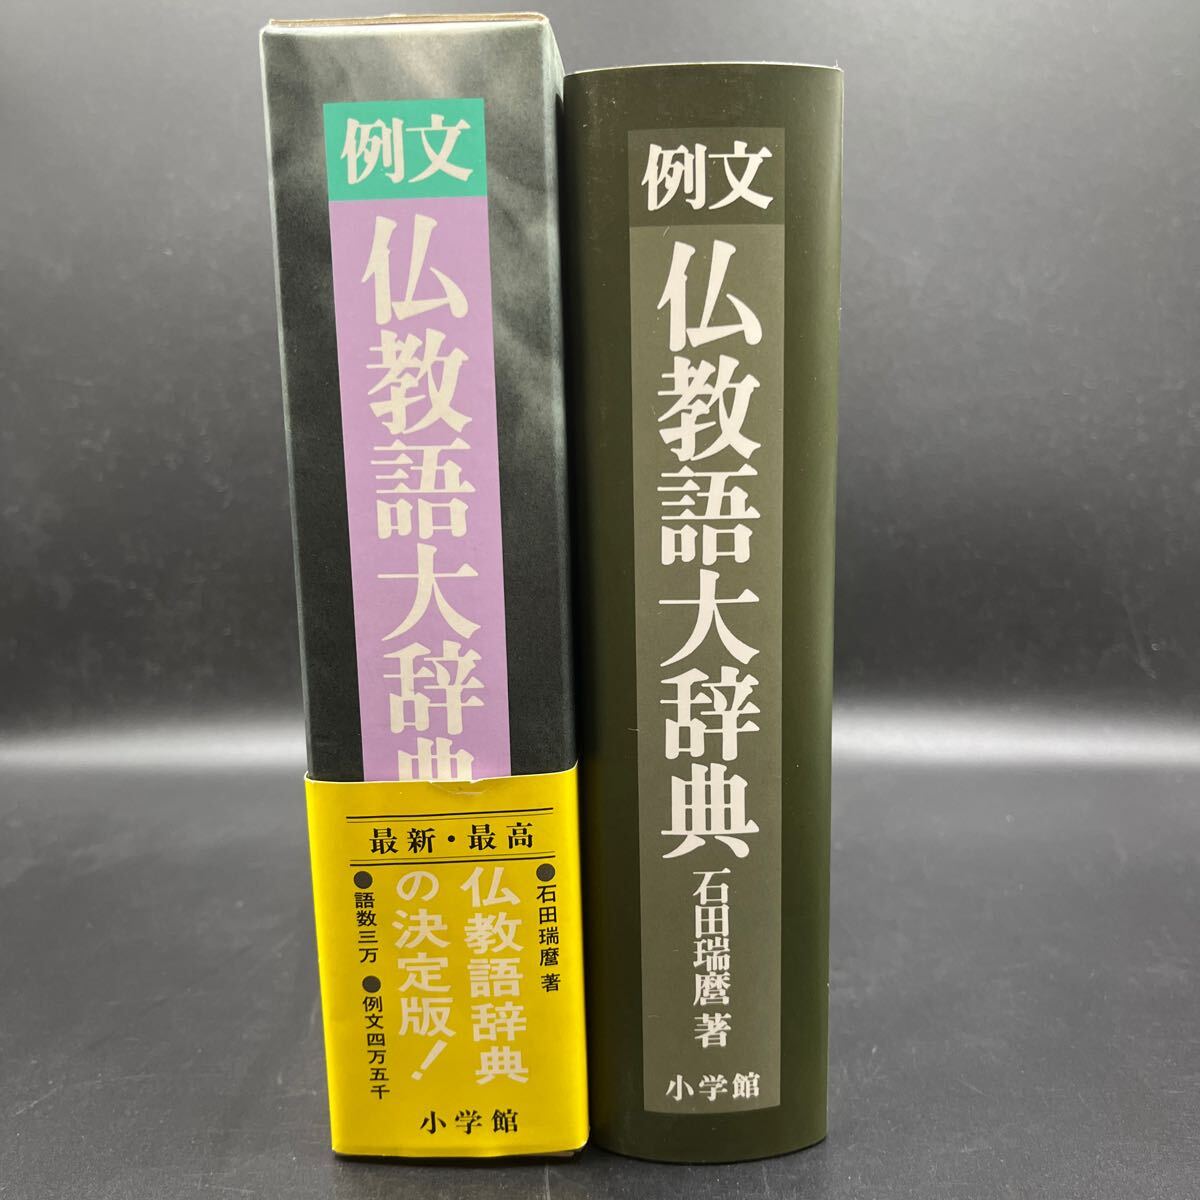 例文
仏教語大辞典
最新・最高
●石田瑞麿 著
仏教語辞典
の決定版！
●語数三万 ●例文四万五千
小学館
例文
仏教語大辞典
石田瑞麿 著
小学館